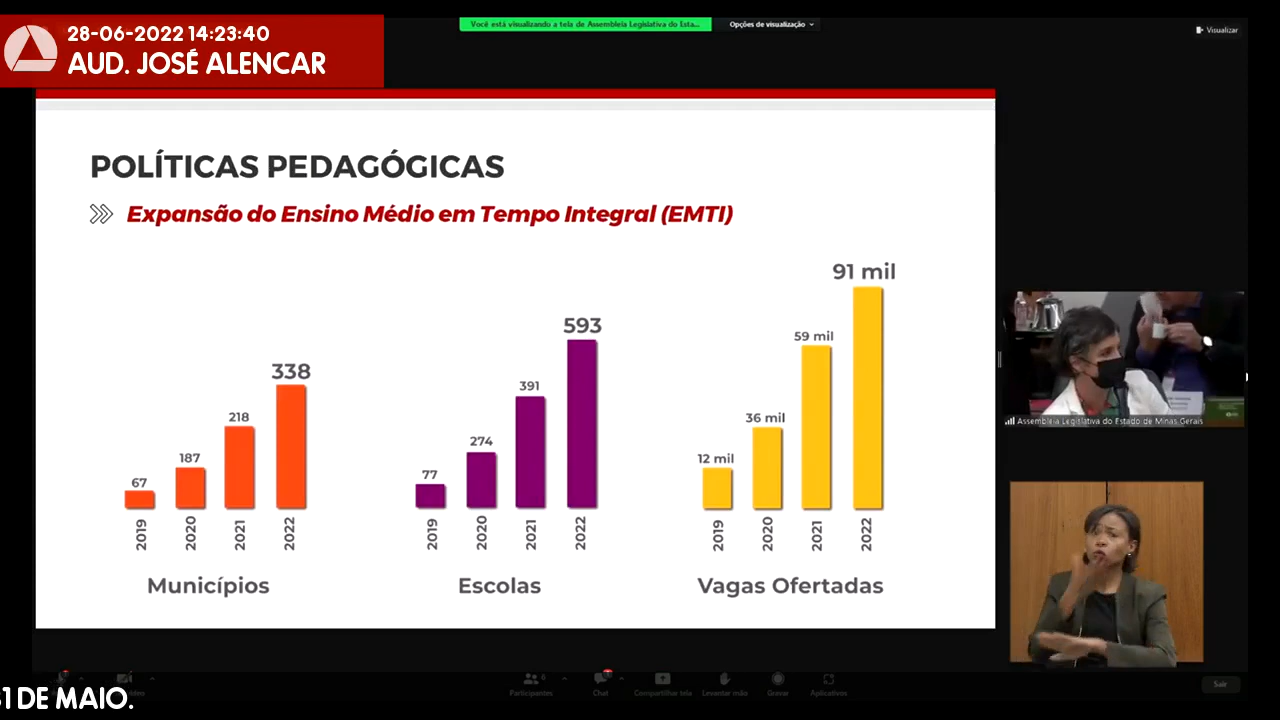 28-06-2022 14:23:40
AUD. JOSÉ ALENCAR
Você está visualizando a tela de Assembleia Legislativa do Esta...
Opções de visualização
Visualizar
POLÍTICAS PEDAGÓGICAS
Expansão do Ensino Médio em Tempo Integral (EMTI)
67
187
218
338
2019
2020
2021
2022
Municípios
77
274
391
593
2019
2020
2021
2022
Escolas
12 mil
36 mil
59 mil
91 mil
2019
2020
2021
2022
Vagas Ofertadas
Assembleia Legislativa do Estado de Minas Gerais
Participantes
6
Chat
Compartilhar tela
Levantar mão
Gravar
Aplicativos
Sair
31 DE MAIO.